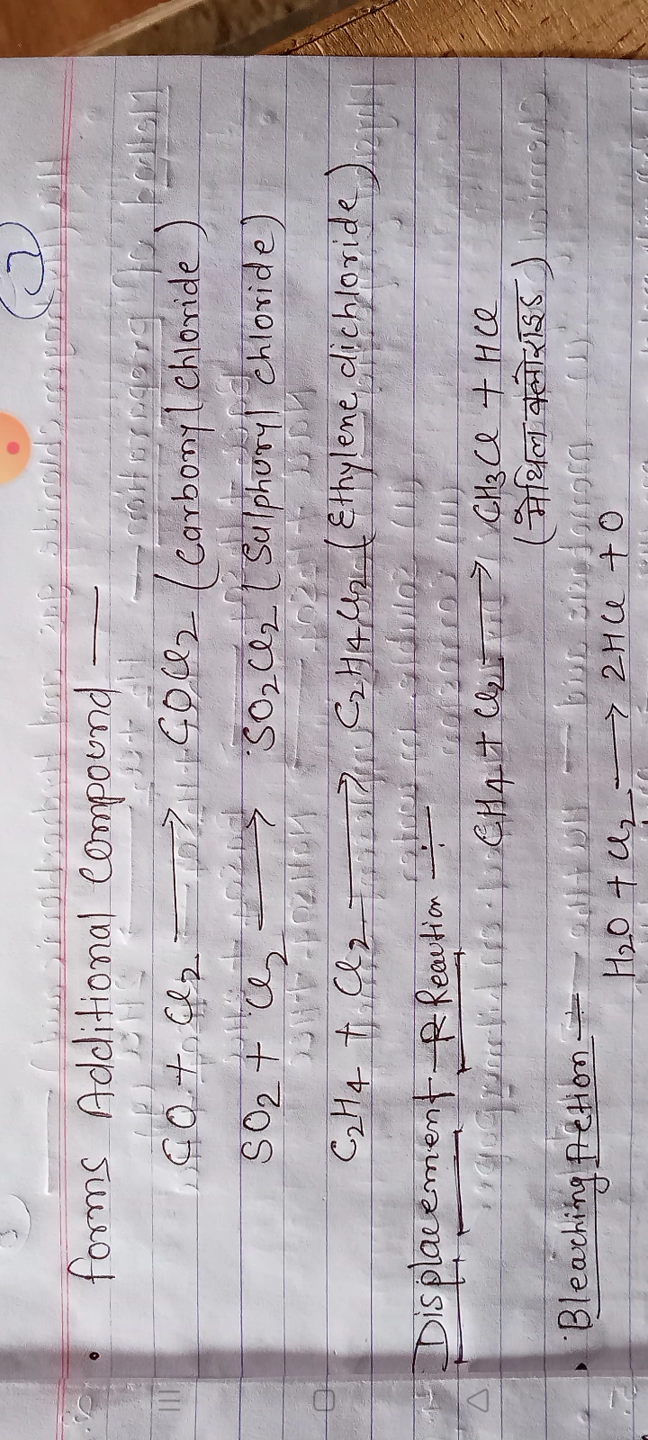 2
• forms Additional compound —
CO + Cl2 ⟶ COCl2 (Carbonyl chloride)
SO2 + Cl2 ⟶ SO2Cl2 (Sulphuryl chloride)
C2H4 + Cl2 ⟶ C2H4Cl2 (Ethylene dichloride)
Displacement Reaction ÷
CH4 + Cl2 ⟶ CH3Cl + HCl
(मैथिल क्लोराइड)
• Bleaching Action ÷
H2O + Cl2 ⟶ 2HCl + O